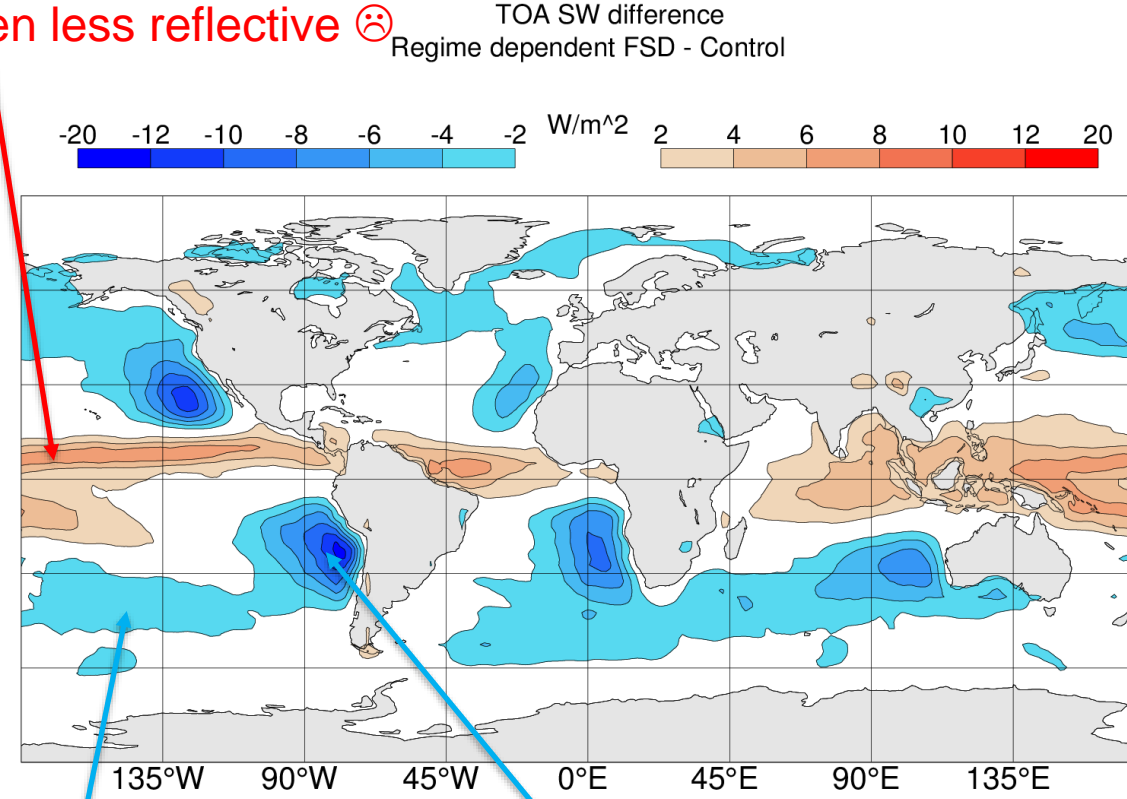 en less reflective ☹
TOA SW difference
Regime dependent FSD - Control
W/m^2
-20 -12 -10 -8 -6 -4 -2
2 4 6 8 10 12 20
135°W 90°W 45°W 0°E 45°E 90°E 135°E